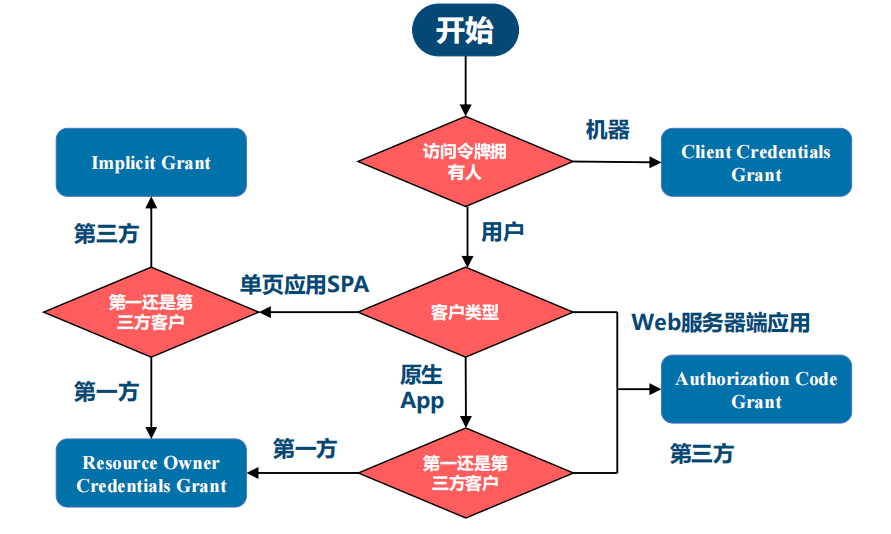 开始
机器
访问令牌拥
有人
Client Credentials
Grant
Implicit Grant
用户
第三方
单页应用SPA
第一还是第
三方客户
客户类型
Web服务器端应用
原生
App
Authorization Code
Grant
第一方
第一方
第三方
Resource Owner
Credentials Grant
第一还是第
三方客户